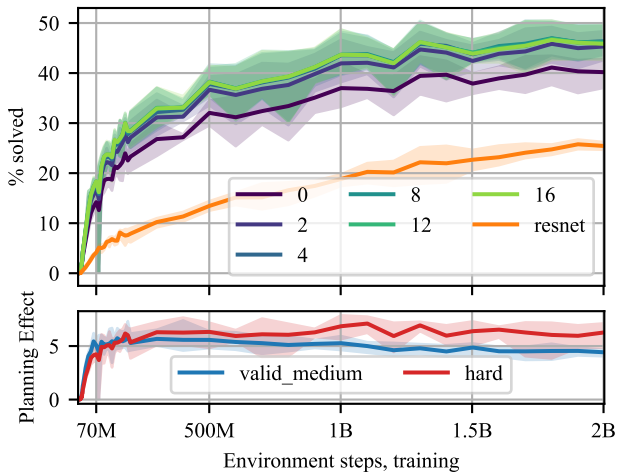 50
40
30
20
10
0
% solved
0 8 16
2 12 resnet
4
5
0
Planning Effect
valid_medium hard
70M 500M 1B 1.5B 2B
Environment steps, training